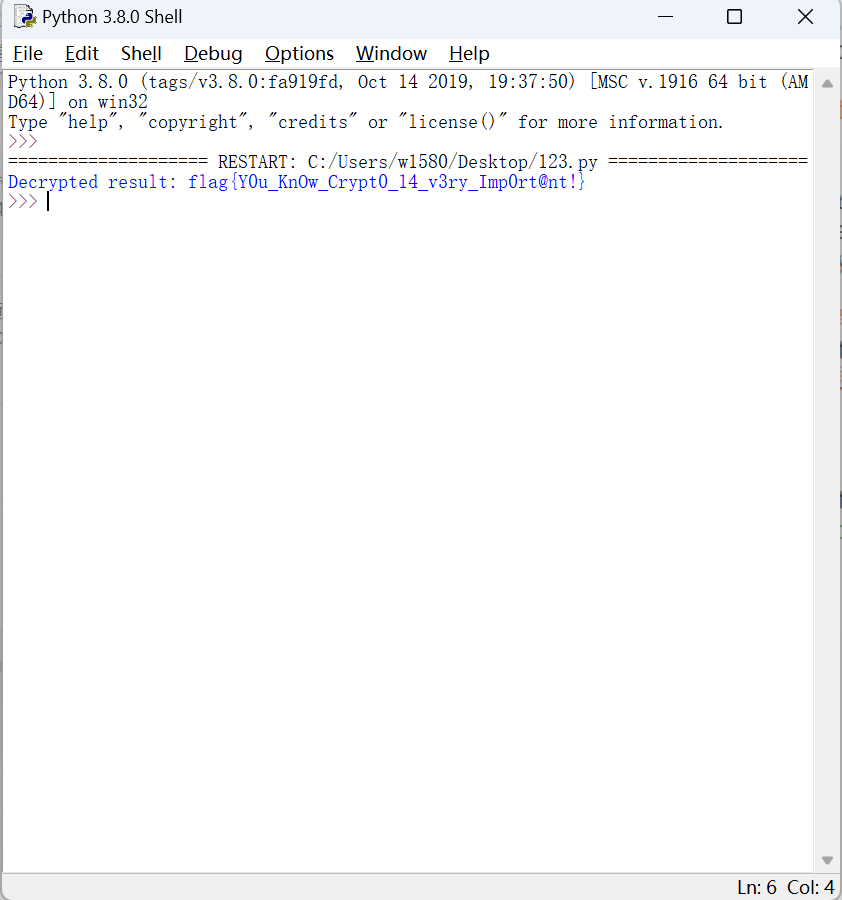 Python 3.8.0 Shell
File Edit Shell Debug Options Window Help
Python 3.8.0 (tags/v3.8.0:fa919fd, Oct 14 2019, 19:37:50) [MSC v.1916 64 bit (AM
D64)] on win32
Type "help", "copyright", "credits" or "license()" for more information.
>>>
==================== RESTART: C:/Users/w1580/Desktop/123.py ====================
Decrypted result: flag{Y0u_Kn0w_Crypt0_14_v3ry_Imp0rt@nt!}
>>>
Ln: 6 Col: 4